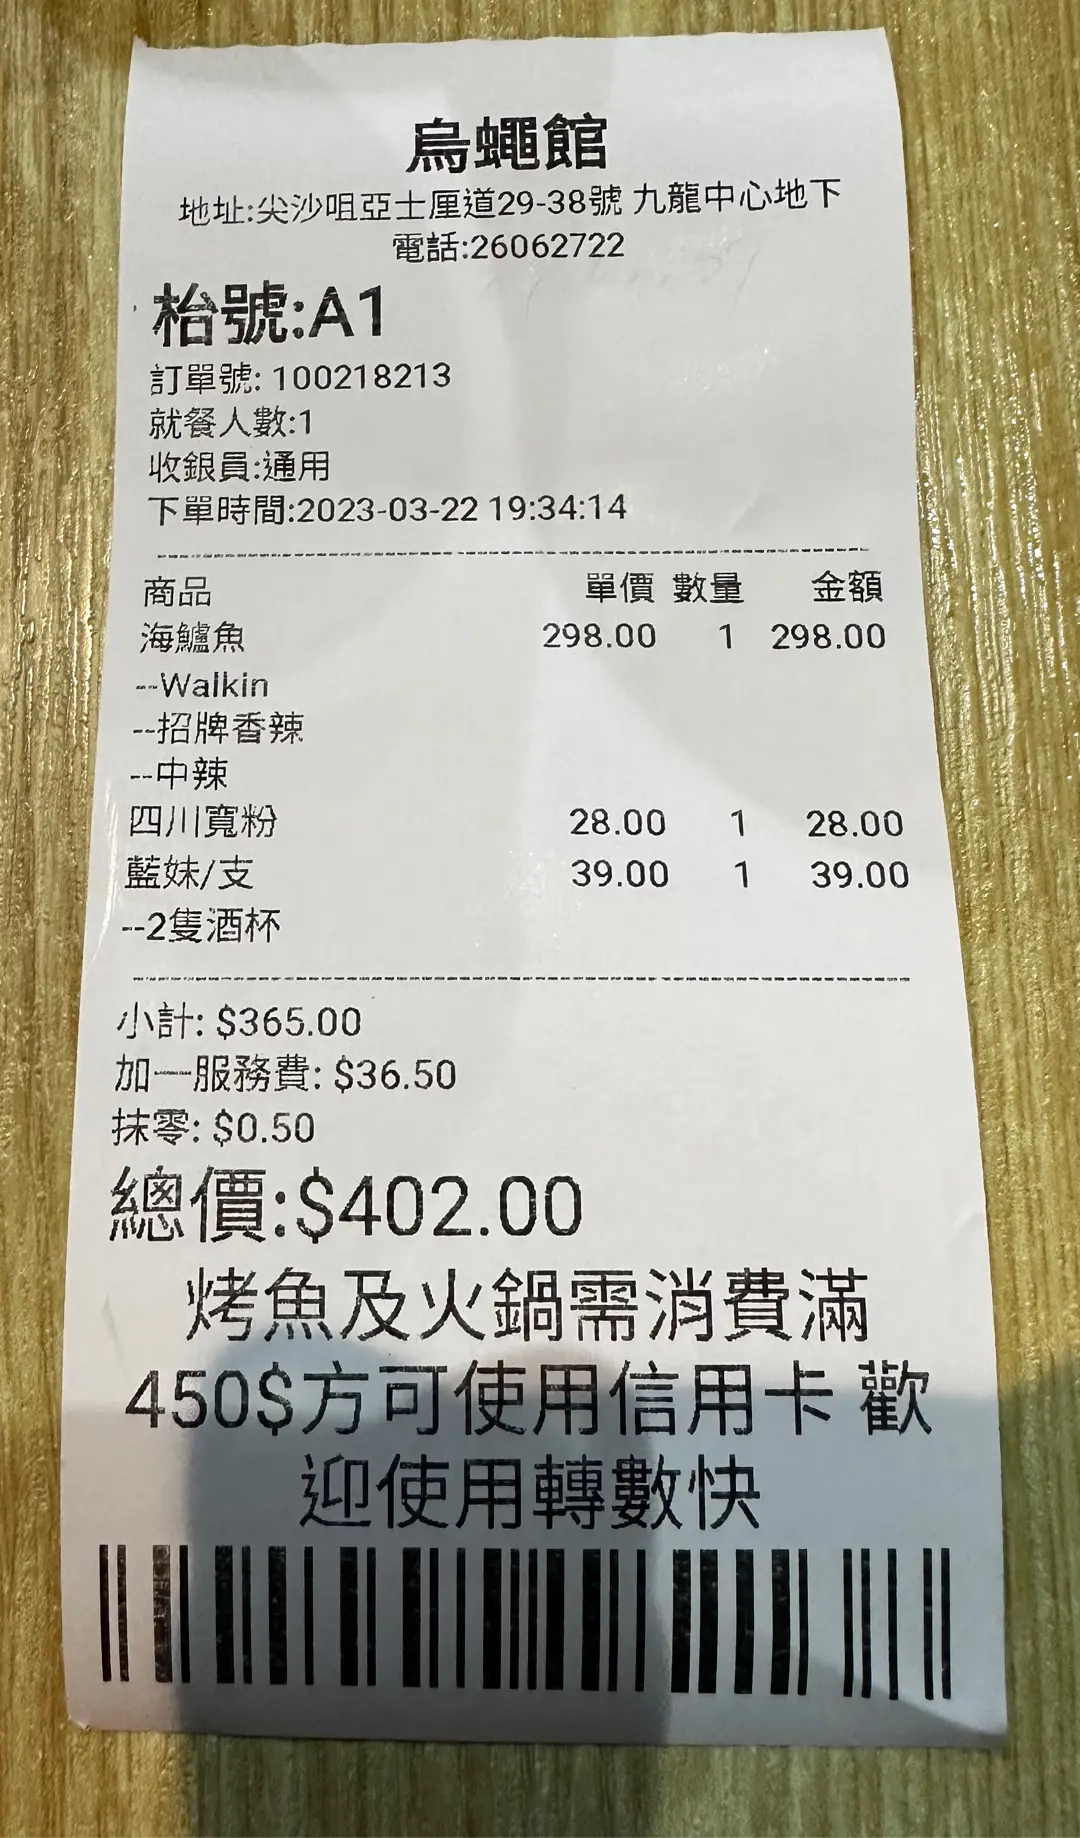 烏蠅館
地址:尖沙咀亞士厘道29-38號 九龍中心地下
電話:26062722
枱號:A1
訂單號: 100218213
就餐人數:1
收銀員:通用
下單時間:2023-03-22 19:34:14
商品 單價 數量 金額
海鱸魚 298.00 1 298.00
--Walkin
--招牌香辣
--中辣
四川寬粉 28.00 1 28.00
藍妹/支 39.00 1 39.00
--2隻酒杯
小計: $365.00
加一服務費: $36.50
抹零: $0.50
總價:$402.00
烤魚及火鍋需消費滿
450$方可使用信用卡 歡
迎使用轉數快